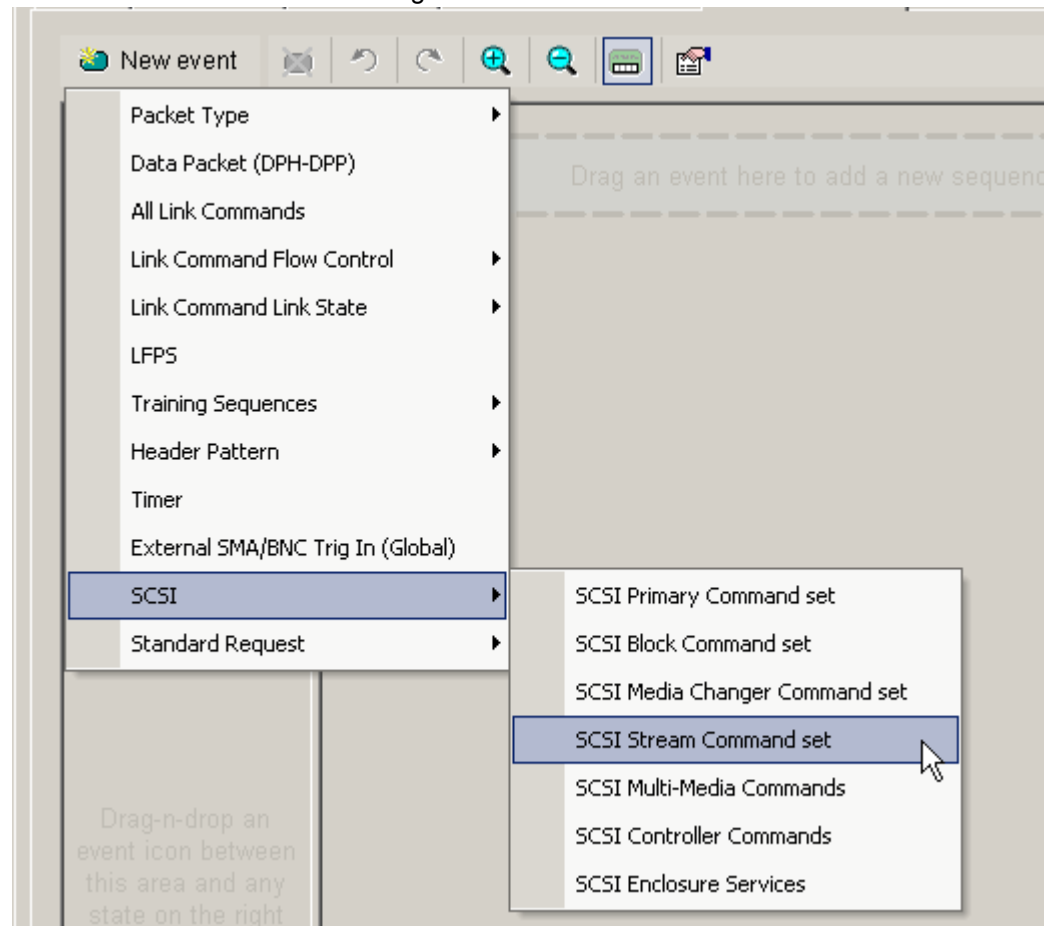 New event
Packet Type
Drag an event here to add a new sequenc
Data Packet (DPH-DPP)
All Link Commands
Link Command Flow Control
Link Command Link State
LFPS
Training Sequences
Header Pattern
Timer
External SMA/BNC Trig In (Global)
SCSI
Standard Request
SCSI Primary Command set
SCSI Block Command set
SCSI Media Changer Command set
SCSI Stream Command set
SCSI Multi-Media Commands
SCSI Controller Commands
SCSI Enclosure Services
Drag-n-drop an
event icon between
this area and any
state on the right